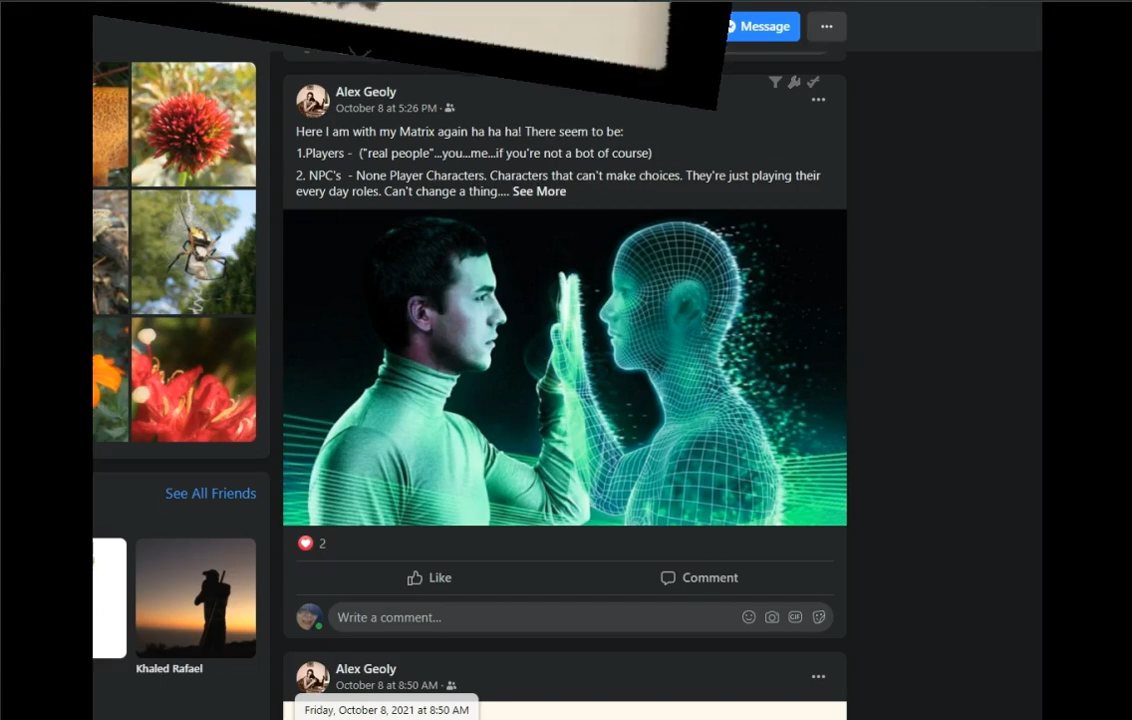 Message
Alex Geoly
October 8 at 5:26 PM ·
Here I am with my Matrix again ha ha ha! There seem to be:
1.Players - ("real people"...you...me...if you're not a bot of course)
2. NPC's - None Player Characters. Characters that can't make choices. They're just playing their
every day roles. Can't change a thing.... See More
See All Friends
2
Like Comment
Write a comment...
GIF
Khaled Rafael
Alex Geoly
October 8 at 8:50 AM ·
Friday, October 8, 2021 at 8:50 AM